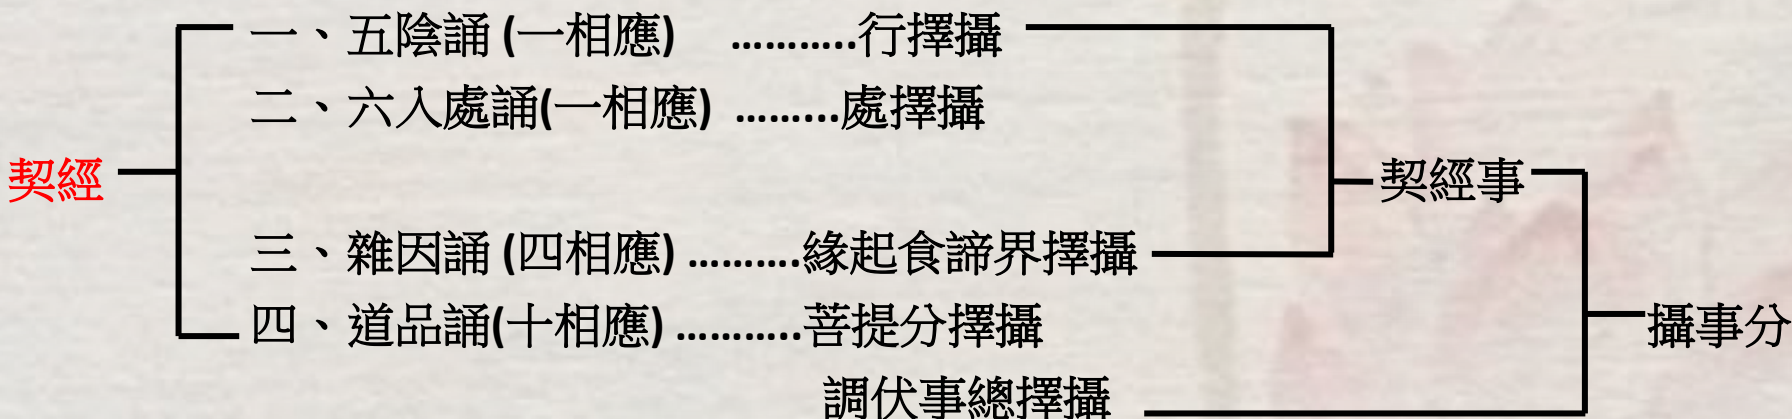 一、五陰誦 (一相應) ...........行擇攝
二、六入處誦(一相應) .........處擇攝
契經
契經事
三、雜因誦 (四相應) ..........緣起食諦界擇攝
四、道品誦(十相應) ...........菩提分擇攝
攝事分
調伏事總擇攝